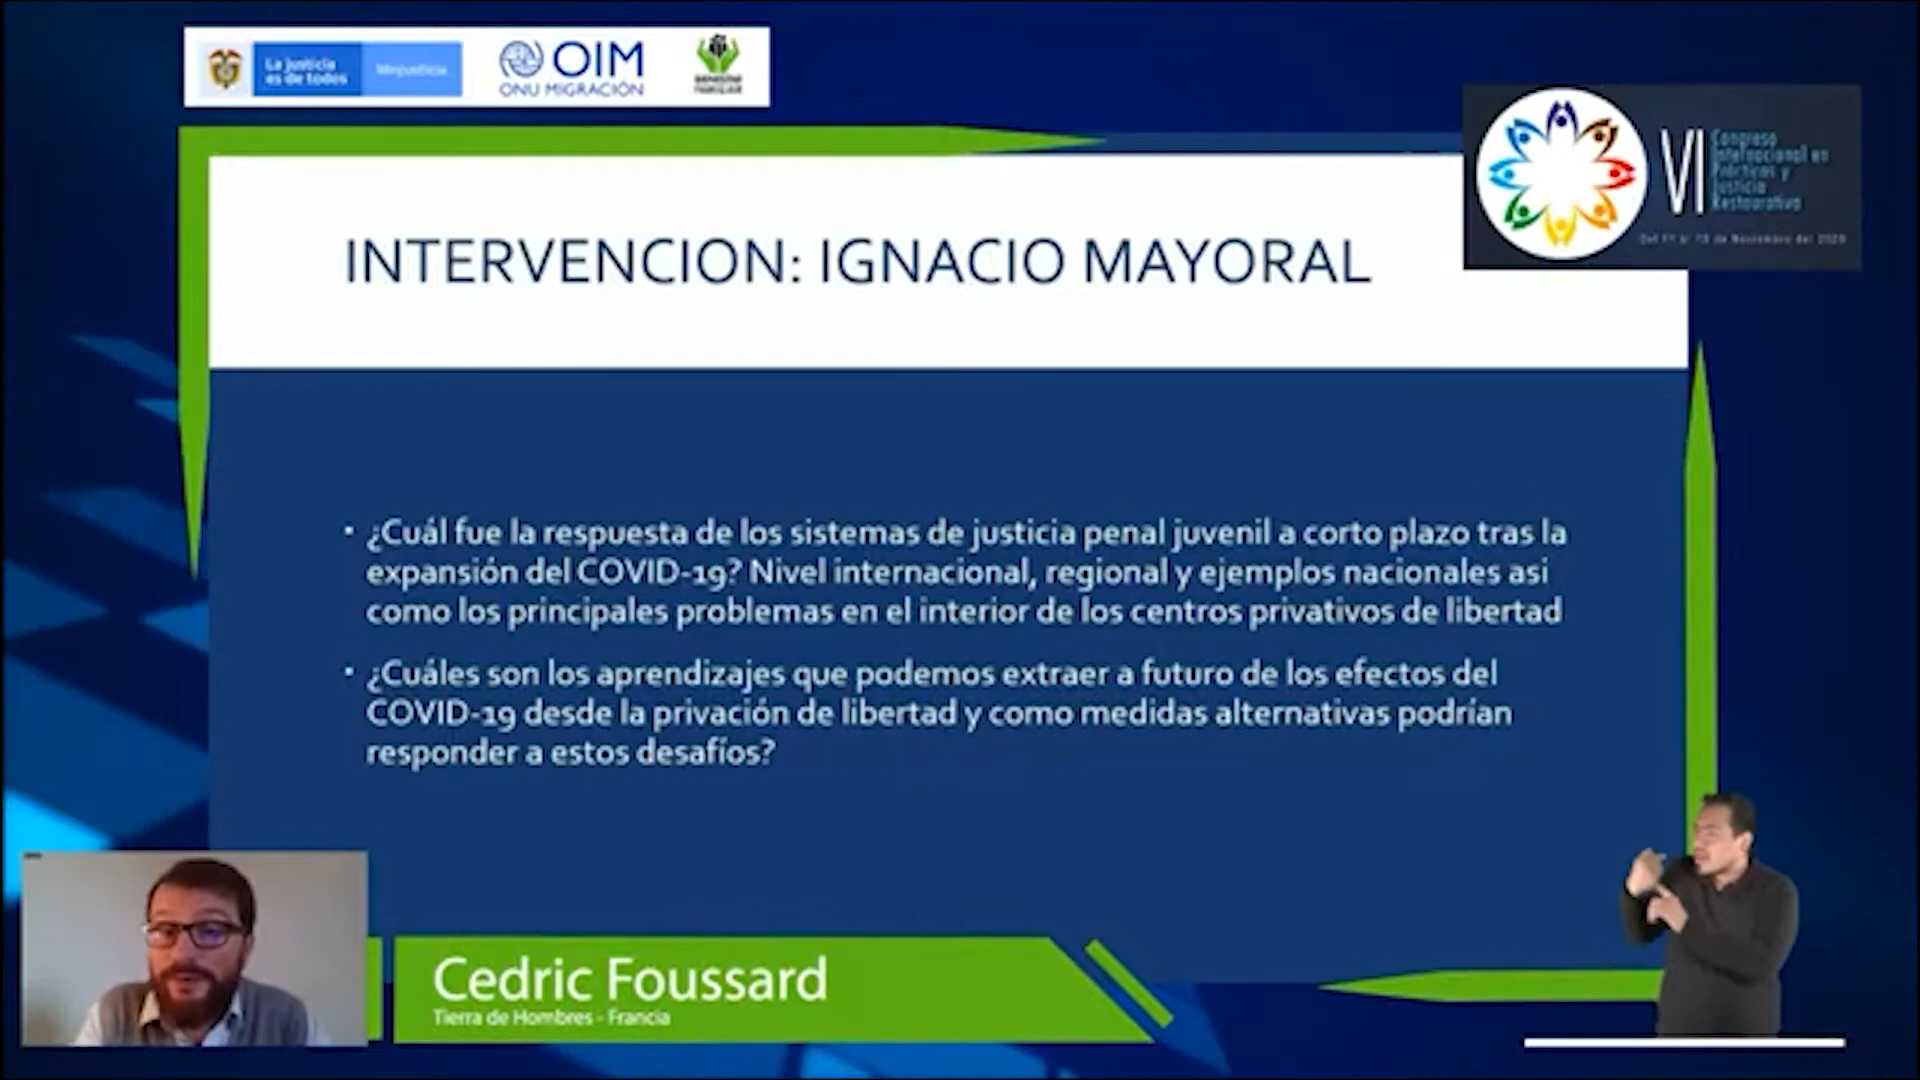 La justicia
es de todos
Minjusticia
OIM
ONU MIGRACIÓN
BIENESTAR
FAMILIAR
VI
Congreso
Internacional en
Prácticas y
Justicia
Restaurativa
INTERVENCION: IGNACIO MAYORAL
▪ ¿Cuál fue la respuesta de los sistemas de justicia penal juvenil a corto plazo tras la
expansión del COVID-19? Nivel internacional, regional y ejemplos nacionales asi
como los principales problemas en el interior de los centros privativos de libertad
▪ ¿Cuáles son los aprendizajes que podemos extraer a futuro de los efectos del
COVID-19 desde la privación de libertad y como medidas alternativas podrían
responder a estos desafíos?
Cedric Foussard
Tierra de Hombres - Francia